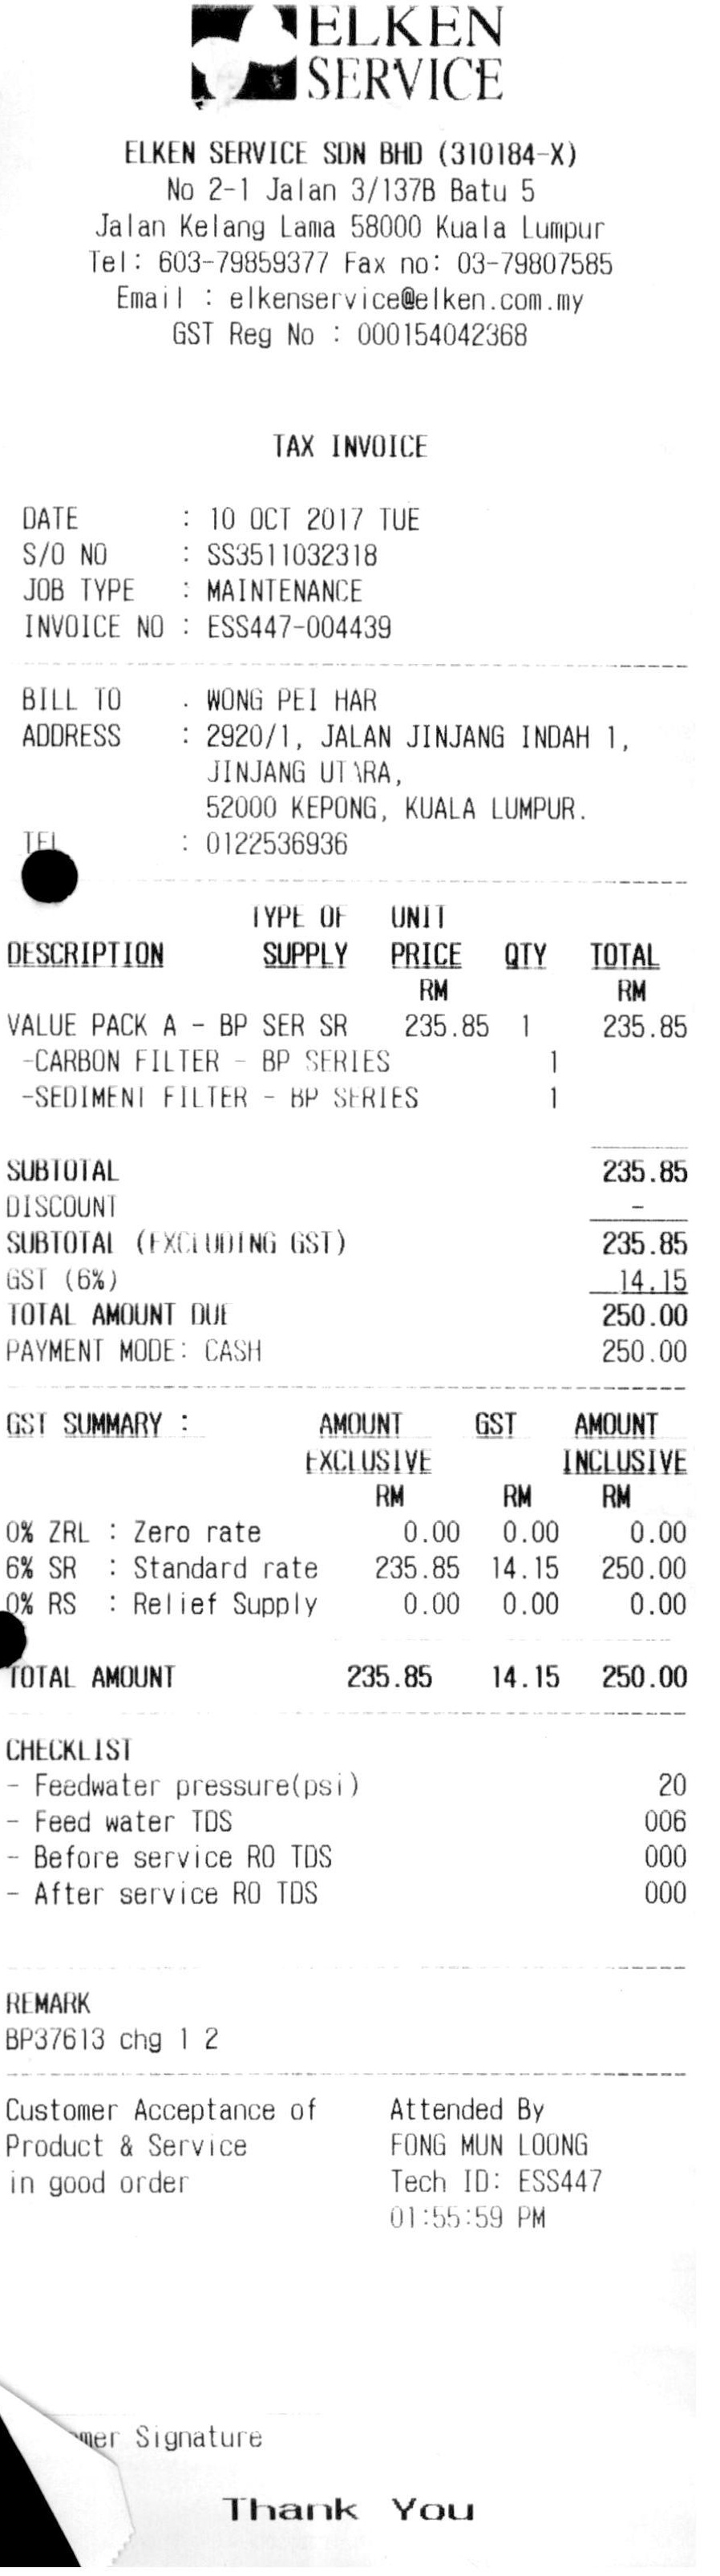 ELKEN
SERVICE
ELKEN SERVICE SDN BHD (310184-X)
No 2-1 Jalan 3/137B Batu 5
Jalan Kelang Lama 58000 Kuala Lumpur
Tel: 603-79859377 Fax no: 03-79807585
Email : elkenservice@elken.com.my
GST Reg No : 000154042368
TAX INVOICE
DATE : 10 OCT 2017 TUE
S/O NO : SS3511032318
JOB TYPE : MAINTENANCE
INVOICE NO : ESS447-004439
BILL TO : WONG PEI HAR
ADDRESS : 2920/1, JALAN JINJANG INDAH 1,
JINJANG UTARA,
52000 KEPONG, KUALA LUMPUR.
TEL : 0122536936
TYPE OF UNIT
DESCRIPTION SUPPLY PRICE QTY TOTAL
RM RM
VALUE PACK A - BP SER SR 235.85 1 235.85
-CARBON FILTER - BP SERIES 1
-SEDIMENT FILTER - BP SERIES 1
SUBTOTAL 235.85
DISCOUNT -
SUBTOTAL (EXCLUDING GST) 235.85
GST (6%) 14.15
TOTAL AMOUNT DUE 250.00
PAYMENT MODE: CASH 250.00
GST SUMMARY : AMOUNT GST AMOUNT
EXCLUSIVE INCLUSIVE
RM RM RM
0% ZRL : Zero rate 0.00 0.00 0.00
6% SR : Standard rate 235.85 14.15 250.00
0% RS : Relief Supply 0.00 0.00 0.00
TOTAL AMOUNT 235.85 14.15 250.00
CHECKLIST
- Feedwater pressure(psi) 20
- Feed water TDS 006
- Before service RO TDS 000
- After service RO TDS 000
REMARK
BP37613 chg 1 2
Customer Acceptance of Attended By
Product & Service FONG MUN LOONG
in good order Tech ID: ESS447
01:55:59 PM
Signature
Thank You